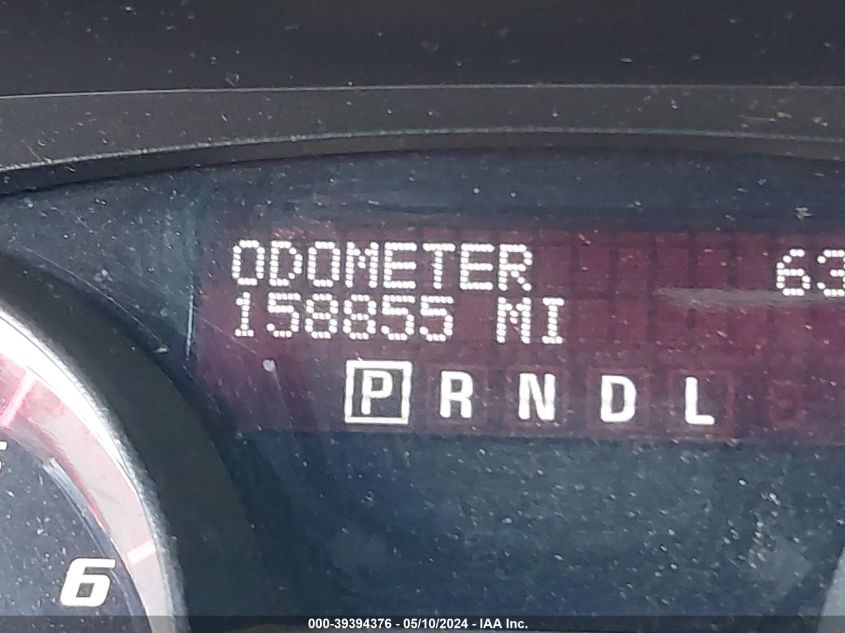 ODOMETER 63
158855 MI
P R N D L
6
000-39394376 - 05/10/2024 - IAA Inc.